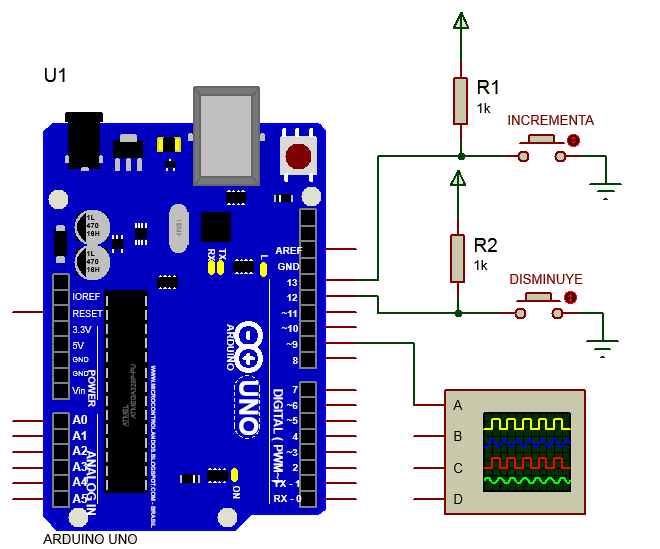 U1
R1
1k
INCREMENTA
1L
470
16H
1L
470
16H
16MF
RX
TX
L
AREF
GND
13
12
~11
~10
~9
8
R2
1k
DISMINUYE
IOREF
RESET
3.3V
5V
GND
GND
Vin
POWER
ATMEL
ATMEGA328P-PU
WWW.MICROCONTROLANDOS.BLOGSPOT.COM - BRASIL
ARDUINO
UNO
DIGITAL ( PWM~)
7
~6
~5
4
~3
2
TX - 1
RX - 0
A0
A1
A2
A3
A4
A5
ANALOG IN
ON
A
B
C
D
ARDUINO UNO